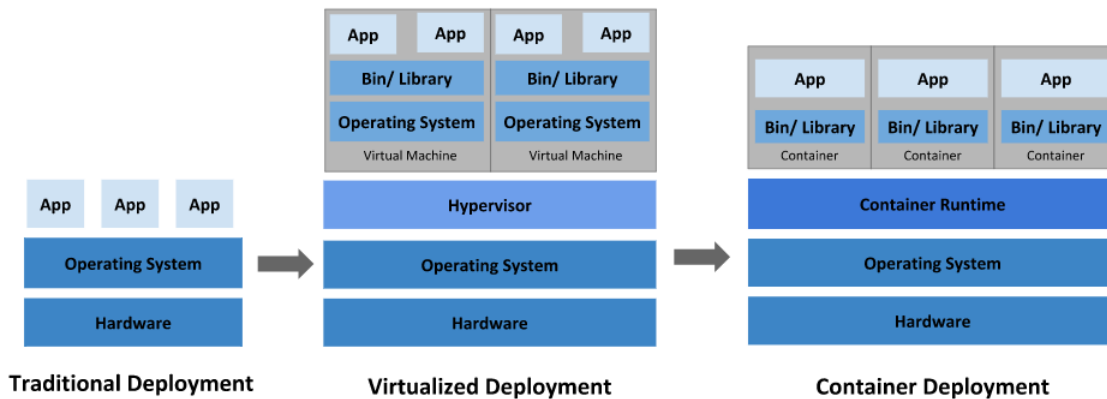 App
App
App
Operating System
Hardware
Traditional Deployment
App
App
App
App
Bin/ Library
Bin/ Library
Operating System
Operating System
Virtual Machine
Virtual Machine
Hypervisor
Operating System
Hardware
Virtualized Deployment
App
App
App
Bin/ Library
Bin/ Library
Bin/ Library
Container
Container
Container
Container Runtime
Operating System
Hardware
Container Deployment